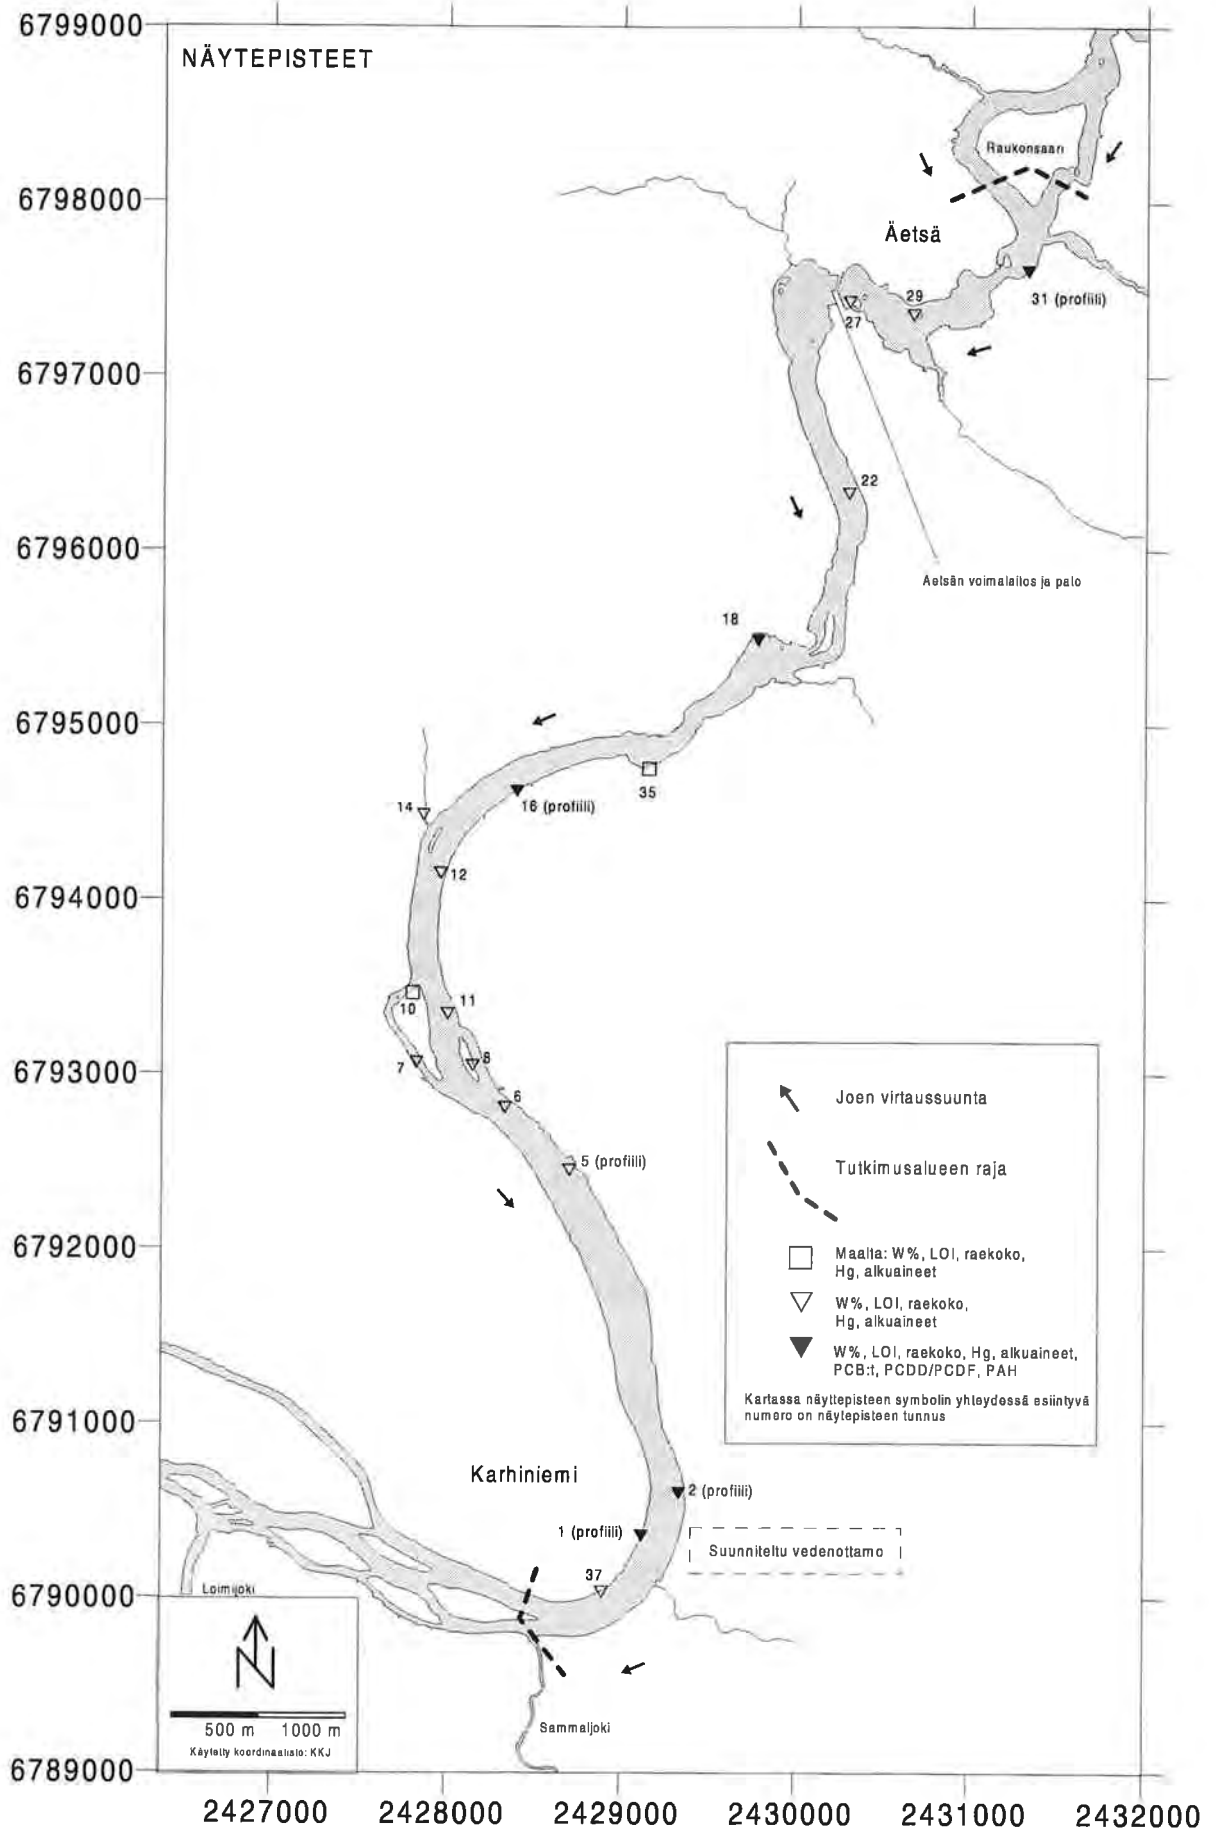 6799000
NÄYTEPISTEET
Raukonsaari
6798000
Äetsä
31 (profiili)
29
27
6797000
22
6796000
Äetsän voimalaitos ja pato
18
6795000
35
16 (profiili)
14
12
6794000
10
11
7
8
6793000
6
5 (profiili)
Joen virtaussuunta
Tutkimusalueen raja
6792000
Maalta: W%, LOI, raekoko,
Hg, alkuaineet
W%, LOI, raekoko,
Hg, alkuaineet
W%, LOI, raekoko, Hg, alkuaineet,
PCB:t, PCDD/PCDF, PAH
Kartassa näyttepisteen symbolin yhteydessä esiintyvä
numero on näytepisteen tunnus
6791000
Karhiniemi
2 (profiili)
1 (profiili)
Suunniteltu vedenottamo
37
6790000
Loimijoki
N
500 m 1000 m
Käytetty koordinaatisto: KKJ
Sammaljoki
6789000
2427000 2428000 2429000 2430000 2431000 2432000